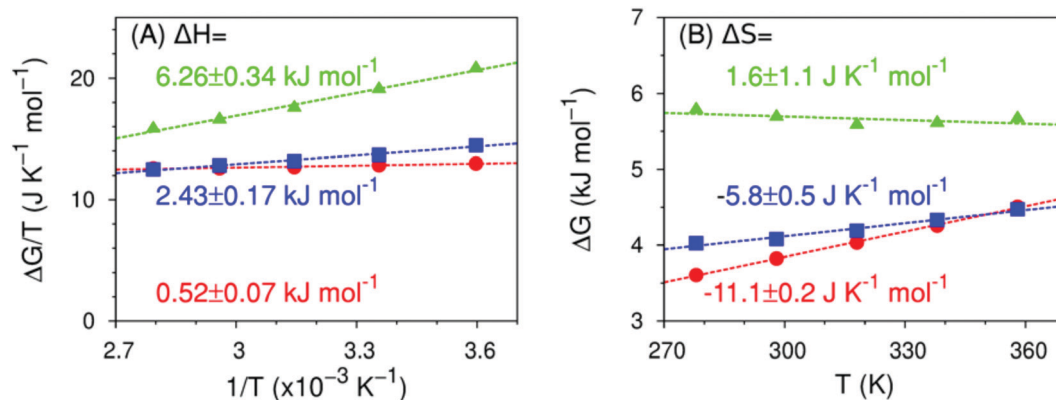 (A) ΔH=
6.26±0.34 kJ mol⁻¹
2.43±0.17 kJ mol⁻¹
0.52±0.07 kJ mol⁻¹
ΔG/T (J K⁻¹ mol⁻¹)
20
10
0
2.7 3 3.3 3.6
1/T (x10⁻³ K⁻¹)
(B) ΔS=
1.6±1.1 J K⁻¹ mol⁻¹
-5.8±0.5 J K⁻¹ mol⁻¹
-11.1±0.2 J K⁻¹ mol⁻¹
ΔG (kJ mol⁻¹)
7
6
5
4
3
270 300 330 360
T (K)